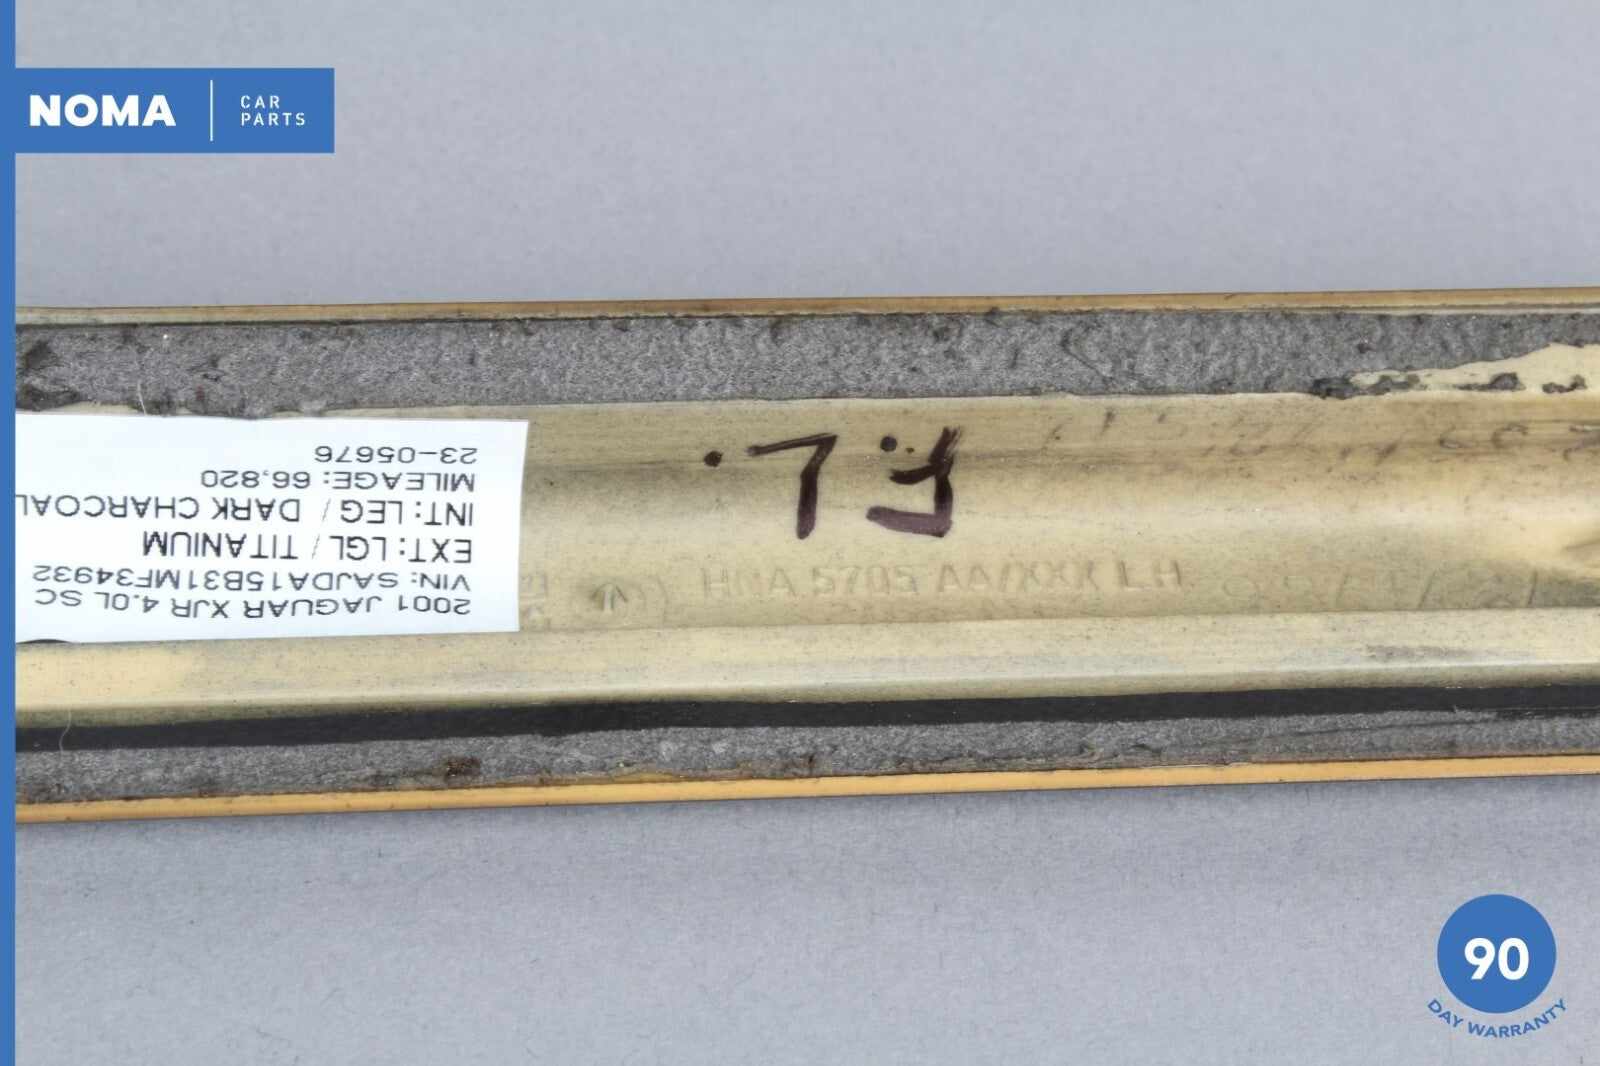 NOMA
CAR
PARTS
2001 JAGUAR XJR 4.0L SC
VIN: SAJDA15B31MF34932
EXT: LGL / TITANIUM
INT: LEG / DARK CHARCOAL
MILEAGE: 66,820
23-05676
F.L.
HNA 5705 AA/XXX LH
90
DAY WARRANTY